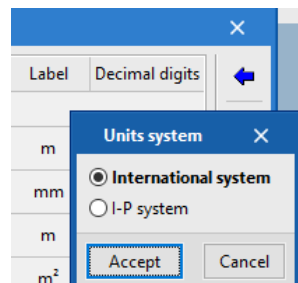 Label Decimal digits
m
mm
m
m²
Units system
International system
I-P system
Accept Cancel